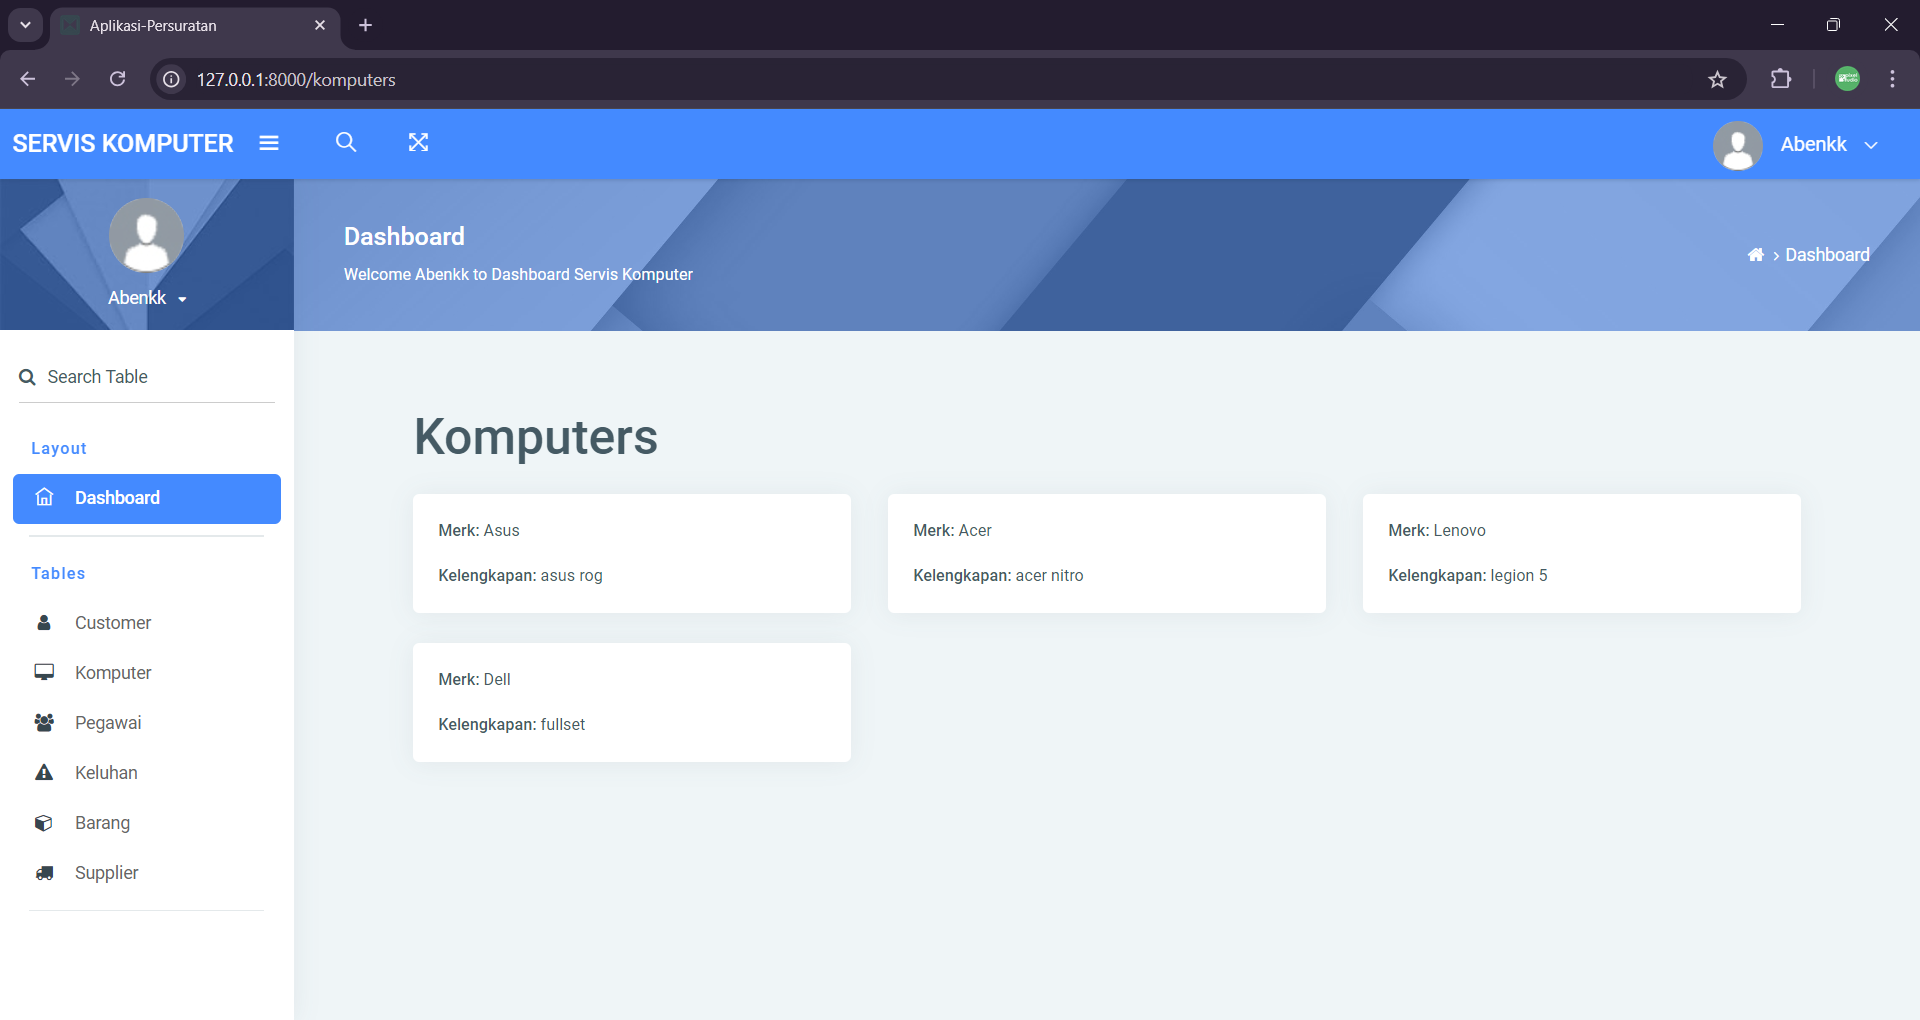 Aplikasi-Persuratan
127.0.0.1:8000/komputers
SERVIS KOMPUTER
Abenkk
Abenkk
Dashboard
Welcome Abenkk to Dashboard Servis Komputer
› Dashboard
Search Table
Layout
Dashboard
Tables
Customer
Komputer
Pegawai
Keluhan
Barang
Supplier
Komputers
Merk: Asus
Kelengkapan: asus rog
Merk: Acer
Kelengkapan: acer nitro
Merk: Lenovo
Kelengkapan: legion 5
Merk: Dell
Kelengkapan: fullset